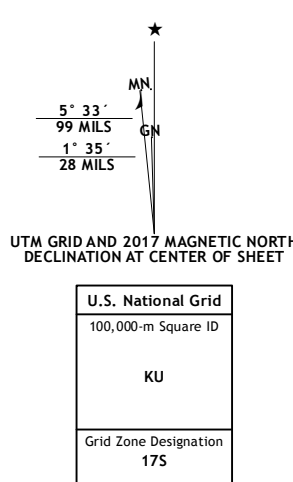 ★
MN
5° 33´
99 MILS
GN
1° 35´
28 MILS
UTM GRID AND 2017 MAGNETIC NORTH
DECLINATION AT CENTER OF SHEET
U.S. National Grid
100,000-m Square ID
KU
Grid Zone Designation
17S